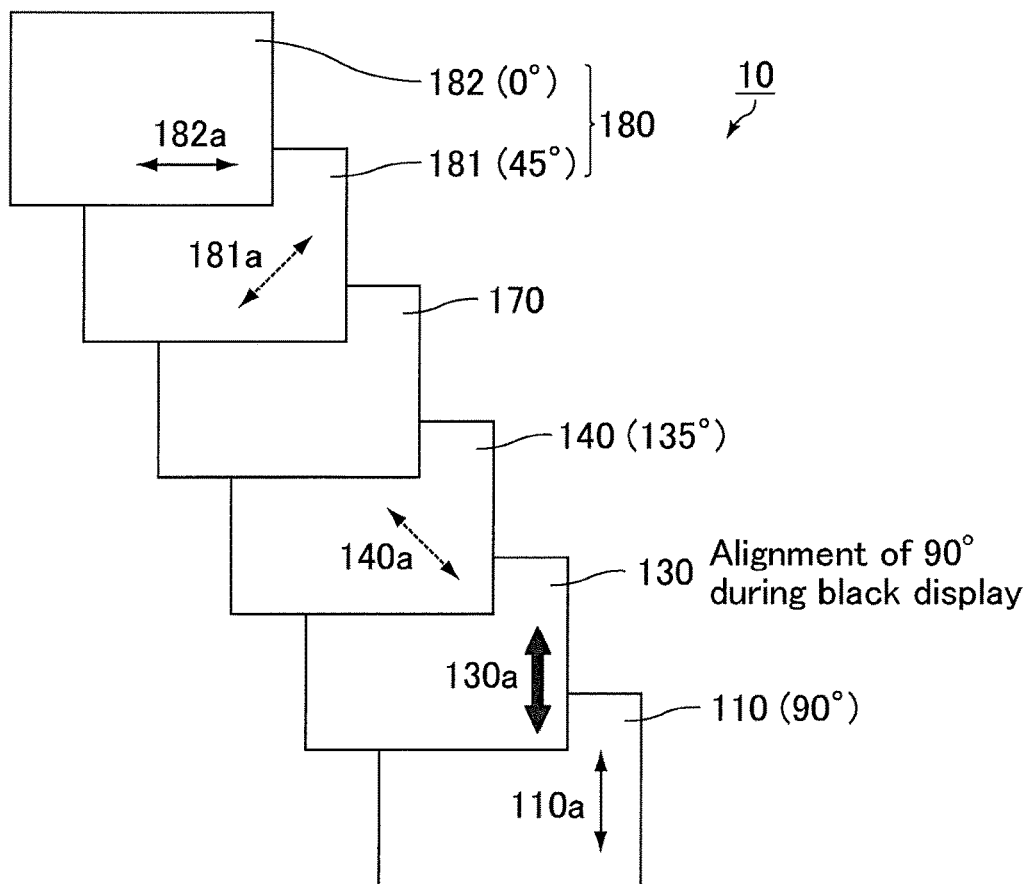 182 (0°)
10
180
182a
181 (45°)
181a
170
140 (135°)
140a
130
Alignment of 90°
during black display
130a
110 (90°)
110a